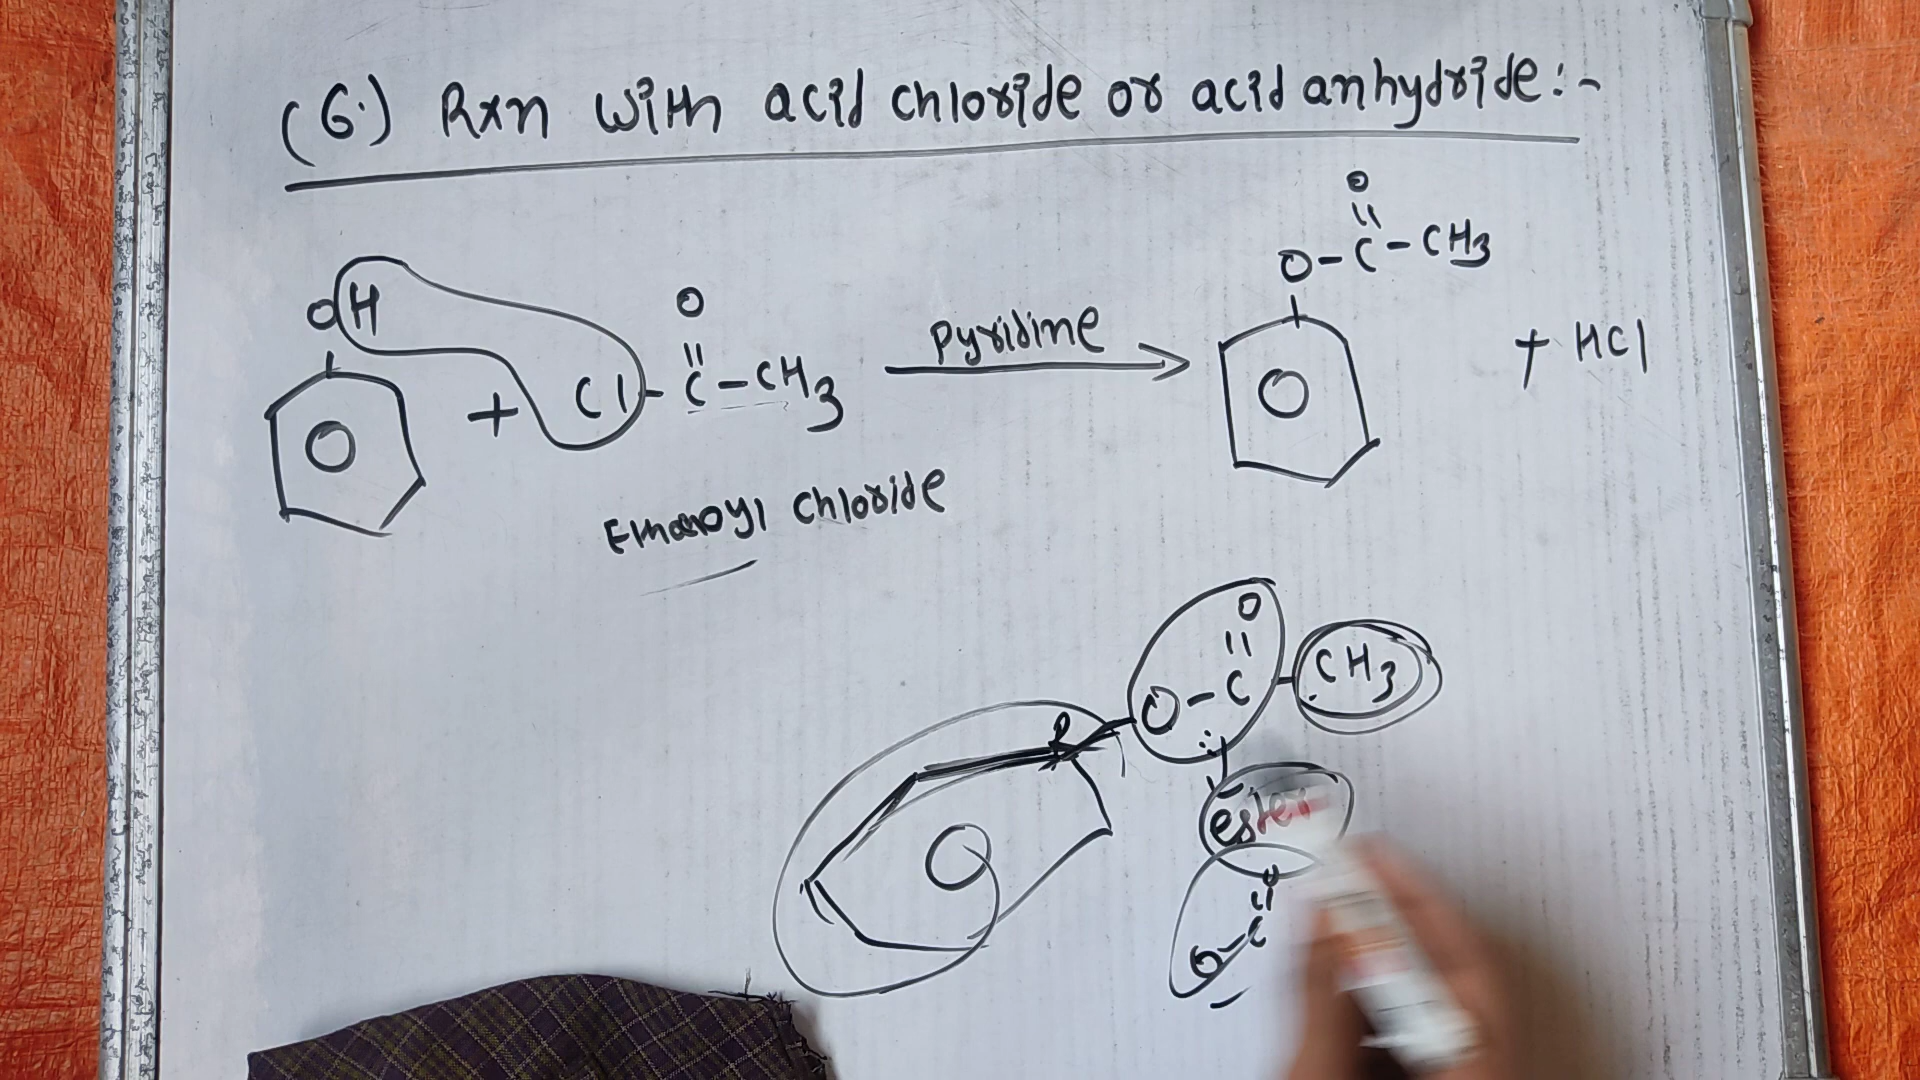 (6.) Rxn with acid chloride or acid anhydride:-
OH
+
O
||
Cl-C-CH3
Pyridine
O
||
O-C-CH3
+ HCl
Ethanoyl chloride
O
||
R O-C-CH3
ester
O
||
O-C